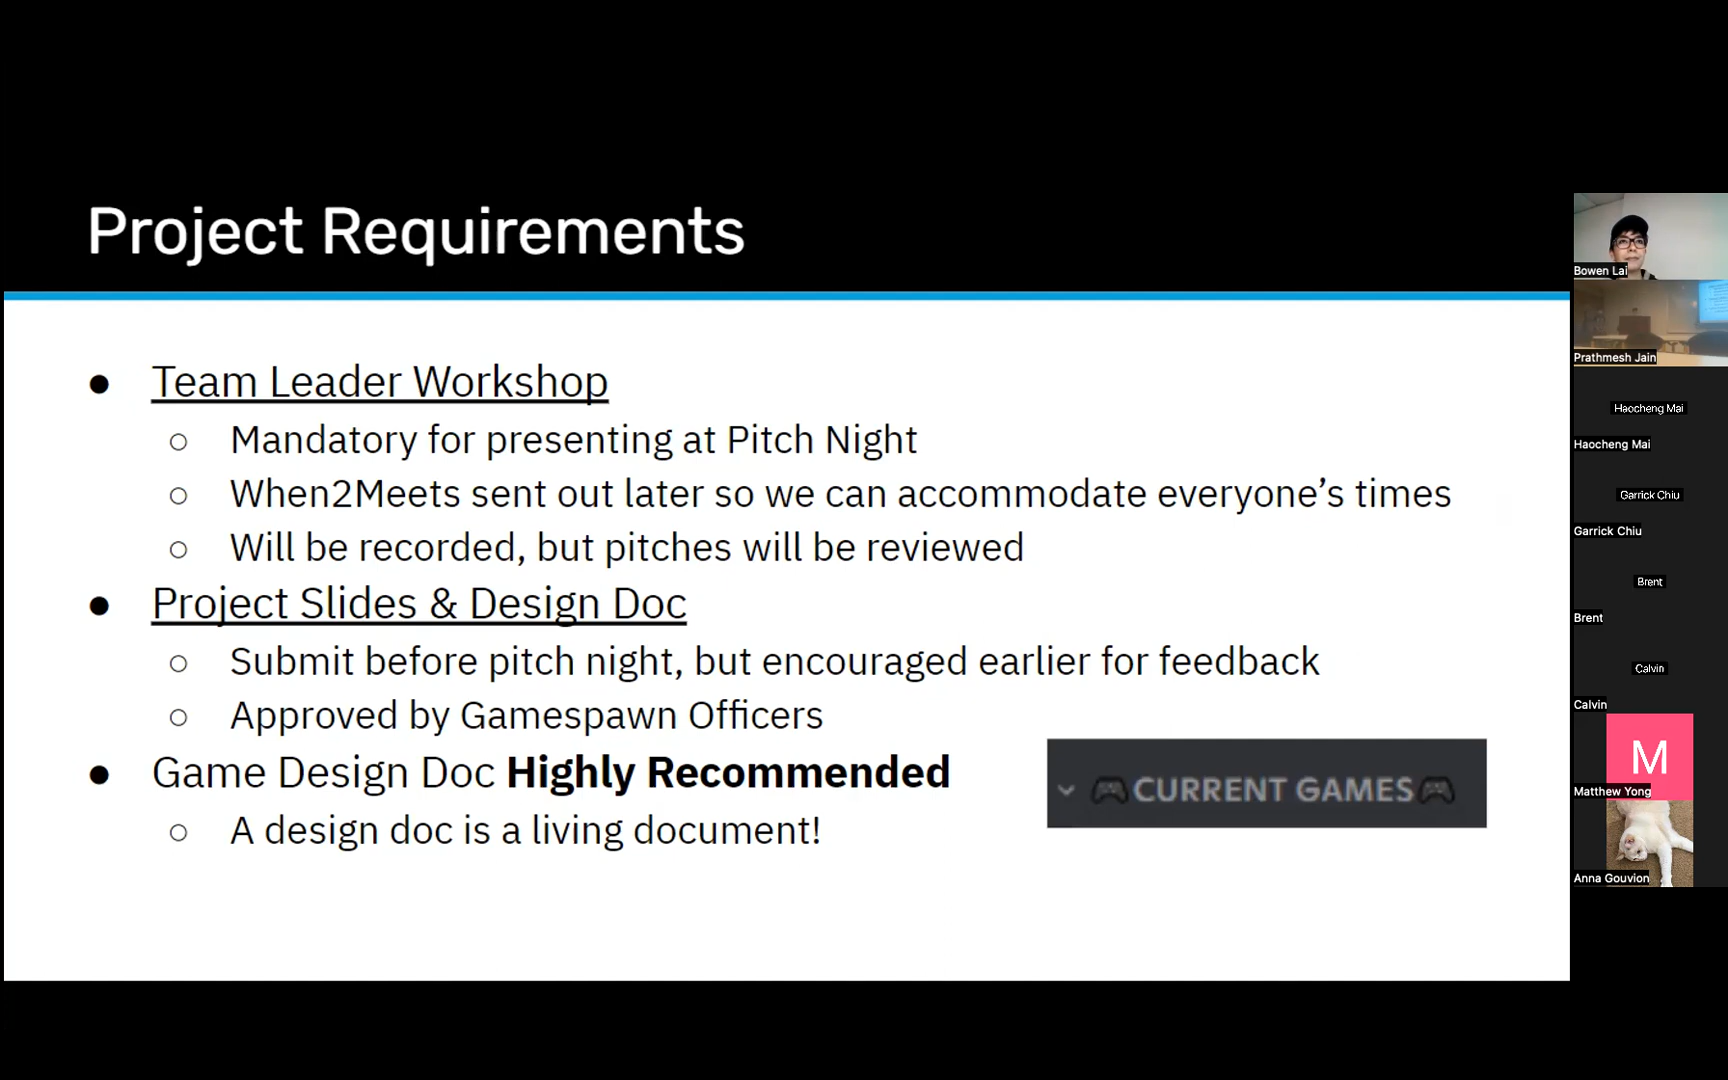 Project Requirements
● Team Leader Workshop
○ Mandatory for presenting at Pitch Night
○ When2Meets sent out later so we can accommodate everyone’s times
○ Will be recorded, but pitches will be reviewed
● Project Slides & Design Doc
○ Submit before pitch night, but encouraged earlier for feedback
○ Approved by Gamespawn Officers
● Game Design Doc Highly Recommended
○ A design doc is a living document!
🎮CURRENT GAMES🎮
Bowen Lai
Prathmesh Jain
Haocheng Mai
Haocheng Mai
Garrick Chiu
Garrick Chiu
Brent
Brent
Calvin
Calvin
M
Matthew Yong
Anna Gouvion